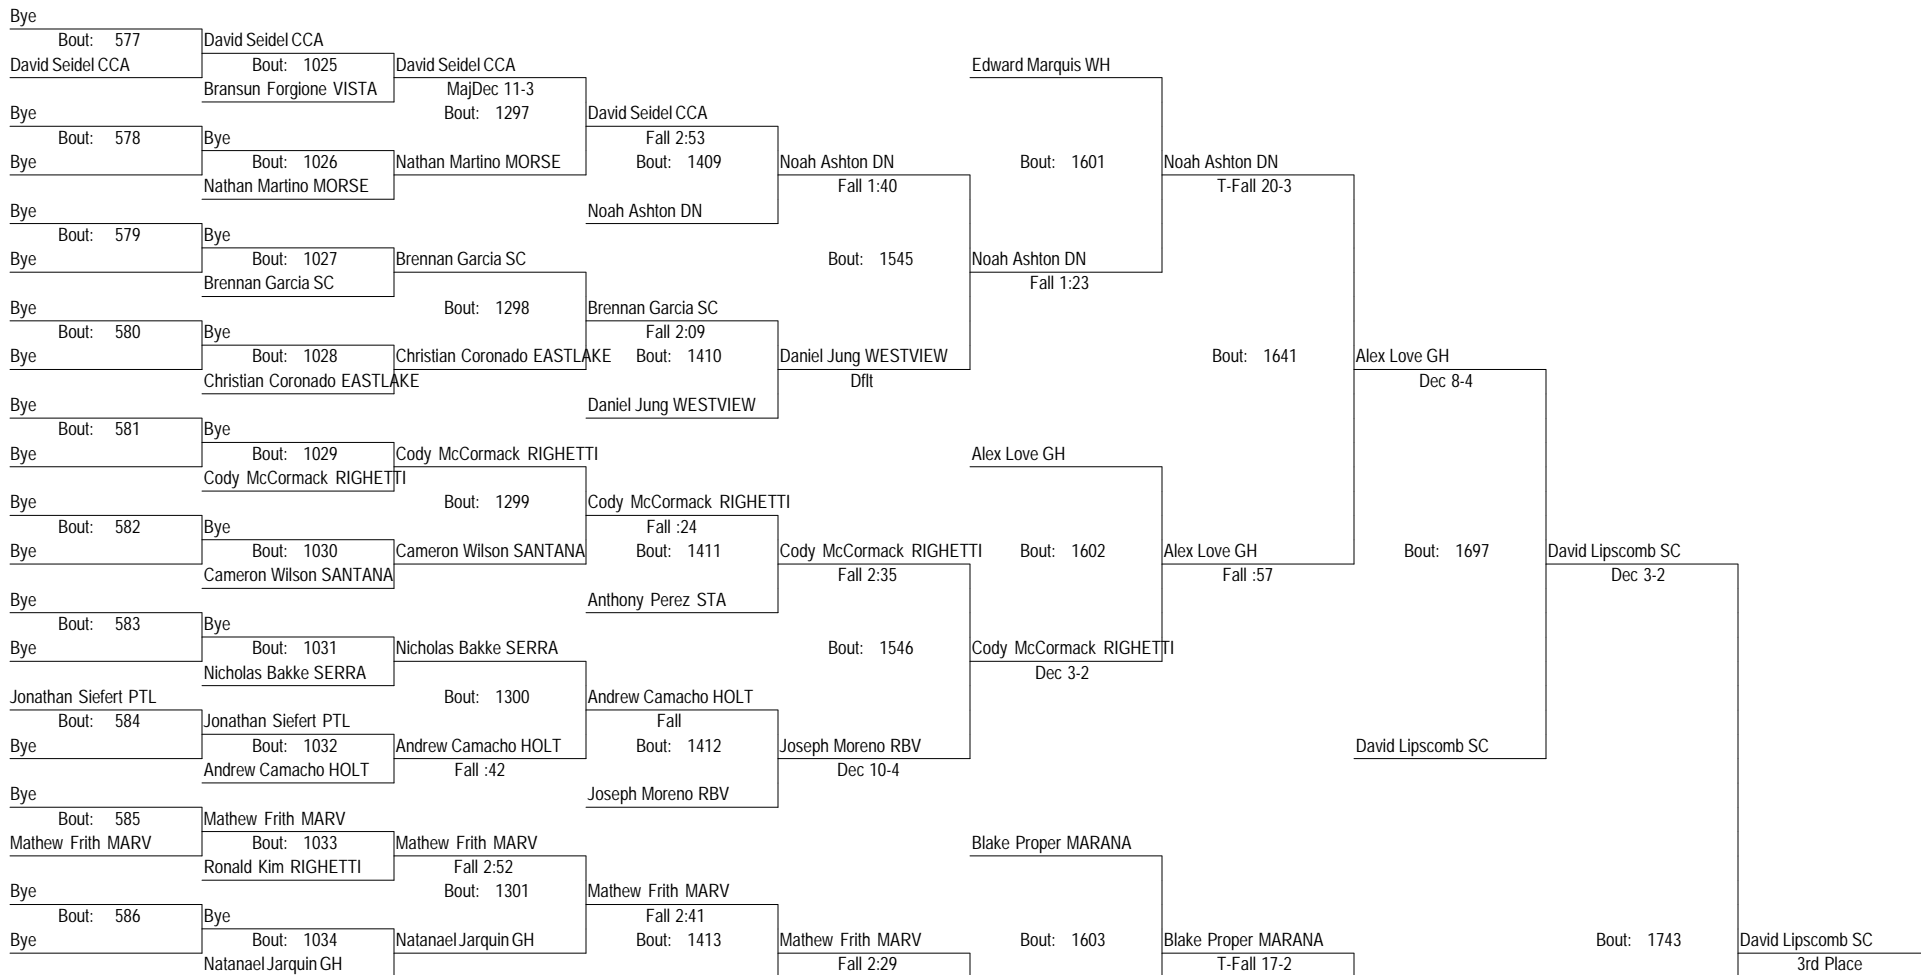 Bye
Bout: 577 David Seidel CCA
David Seidel CCA Bout: 1025 David Seidel CCA Edward Marquis WH
Bransun Forgione VISTA MajDec 11-3
Bye Bout: 1297 David Seidel CCA
Bout: 578 Bye Fall 2:53
Bye Bout: 1026 Nathan Martino MORSE Bout: 1409 Noah Ashton DN Bout: 1601 Noah Ashton DN
Nathan Martino MORSE Fall 1:40 T-Fall 20-3
Bye Noah Ashton DN
Bout: 579 Bye
Bye Bout: 1027 Brennan Garcia SC Bout: 1545 Noah Ashton DN
Brennan Garcia SC Fall 1:23
Bye Bout: 1298 Brennan Garcia SC
Bout: 580 Bye Fall 2:09
Bye Bout: 1028 Christian Coronado EASTLAKE Bout: 1410 Daniel Jung WESTVIEW Bout: 1641 Alex Love GH
Christian Coronado EASTLAKE Dflt Dec 8-4
Bye Daniel Jung WESTVIEW
Bout: 581 Bye
Bye Bout: 1029 Cody McCormack RIGHETTI Alex Love GH
Cody McCormack RIGHETTI
Bye Bout: 1299 Cody McCormack RIGHETTI
Bout: 582 Bye Fall :24
Bye Bout: 1030 Cameron Wilson SANTANA Bout: 1411 Cody McCormack RIGHETTI Bout: 1602 Alex Love GH Bout: 1697 David Lipscomb SC
Cameron Wilson SANTANA Fall 2:35 Fall :57 Dec 3-2
Bye Anthony Perez STA
Bout: 583 Bye
Bye Bout: 1031 Nicholas Bakke SERRA Bout: 1546 Cody McCormack RIGHETTI
Nicholas Bakke SERRA Dec 3-2
Jonathan Siefert PTL Bout: 1300 Andrew Camacho HOLT
Bout: 584 Jonathan Siefert PTL Fall
Bye Bout: 1032 Andrew Camacho HOLT Bout: 1412 Joseph Moreno RBV David Lipscomb SC
Andrew Camacho HOLT Fall :42 Dec 10-4
Bye Joseph Moreno RBV
Bout: 585 Mathew Frith MARV
Mathew Frith MARV Bout: 1033 Mathew Frith MARV Blake Proper MARANA
Ronald Kim RIGHETTI Fall 2:52
Bye Bout: 1301 Mathew Frith MARV
Bout: 586 Bye Fall 2:41
Bye Bout: 1034 Natanael Jarquin GH Bout: 1413 Mathew Frith MARV Bout: 1603 Blake Proper MARANA Bout: 1743 David Lipscomb SC
Natanael Jarquin GH Fall 2:29 T-Fall 17-2 3rd Place